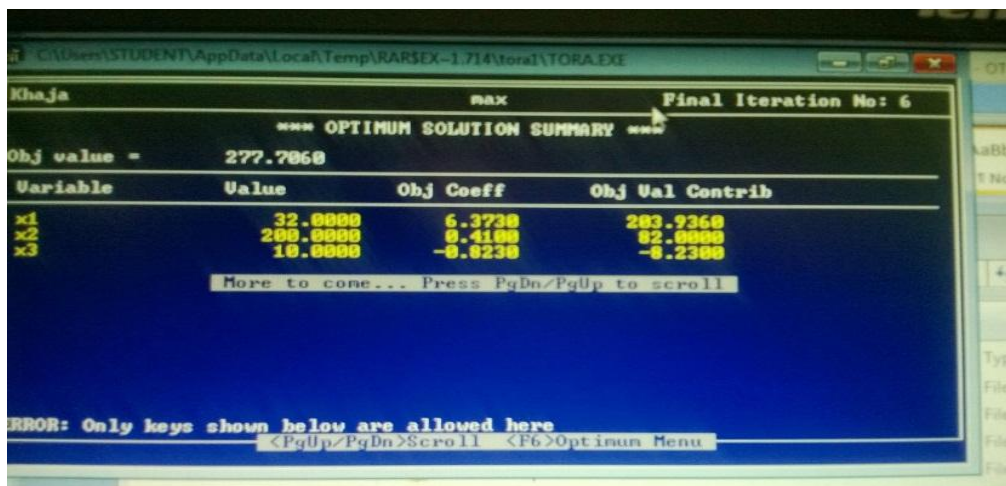 C:\Users\STUDENT\AppData\Local\Temp\RAR$EX~1.714\tora1\TORA.EXE
Khaja max Final Iteration No: 6
*** OPTIMUM SOLUTION SUMMARY ***
Obj value = 277.7060
Variable Value Obj Coeff Obj Val Contrib
x1 32.0000 6.3730 203.9360
x2 200.0000 0.4100 82.0000
x3 10.0000 -0.8230 -8.2300
More to come... Press PgDn/PgUp to scroll
ERROR: Only keys shown below are allowed here
<PgUp/PgDn>Scroll <F6>Optimum Menu